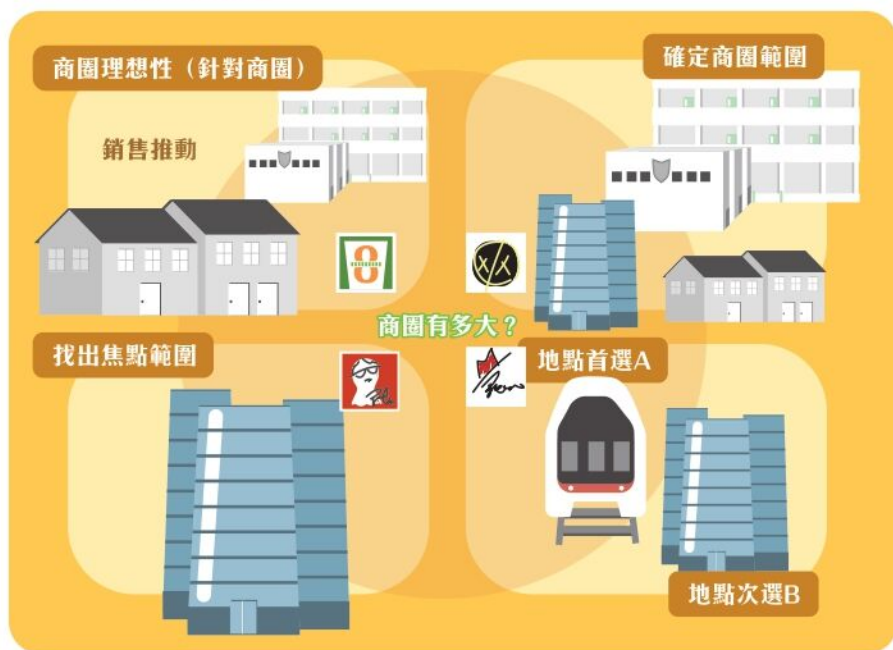 商圈理想性（針對商圈）
確定商圈範圍
銷售推動
8
商圈有多大？
找出焦點範圍
地點首選A
地點次選B